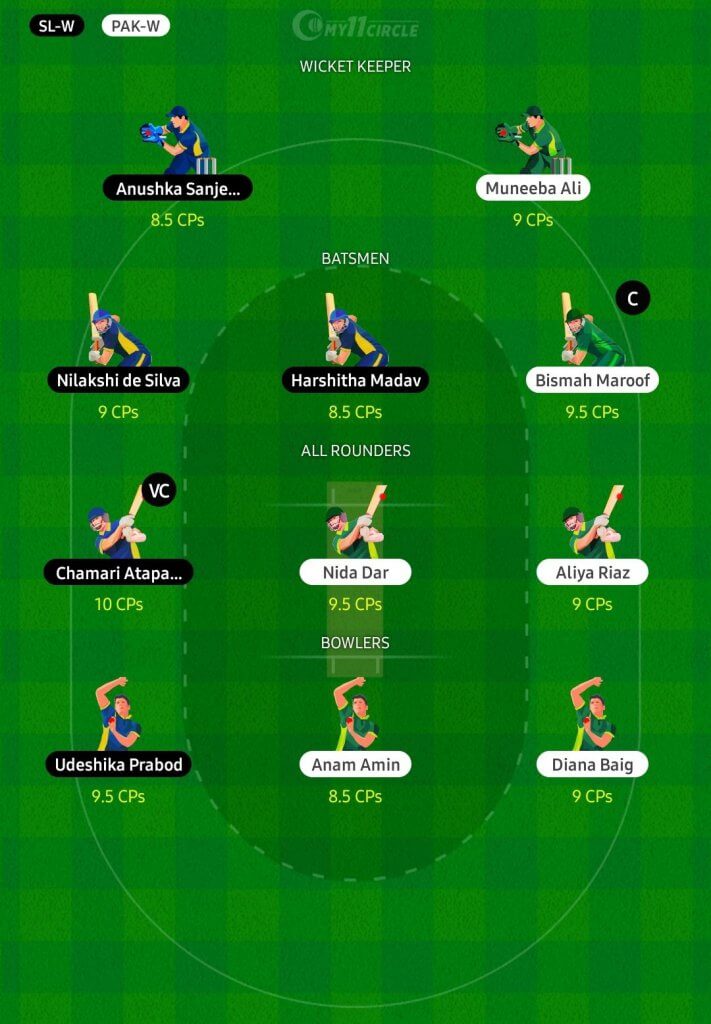 SL-W PAK-W MY11CIRCLE
WICKET KEEPER
Anushka Sanje... Muneeba Ali
8.5 CPs 9 CPs
BATSMEN
C
Nilakshi de Silva Harshitha Madav Bismah Maroof
9 CPs 8.5 CPs 9.5 CPs
ALL ROUNDERS
VC
Chamari Atapa... Nida Dar Aliya Riaz
10 CPs 9.5 CPs 9 CPs
BOWLERS
Udeshika Prabod Anam Amin Diana Baig
9.5 CPs 8.5 CPs 9 CPs